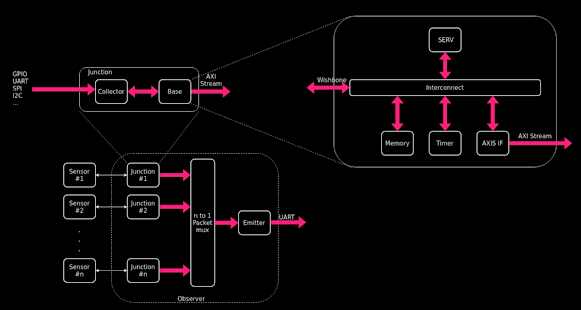 GPIO
UART
SPI
I2C
...
Junction
Collector
Base
AXI
Stream
SERV
Wishbone
Interconnect
Memory
Timer
AXIS IF
AXI Stream
Sensor
#1
Junction
#1
Sensor
#2
Junction
#2
.
.
.
Sensor
#n
Junction
#n
n to 1
Packet
mux
Emitter
UART
Observer